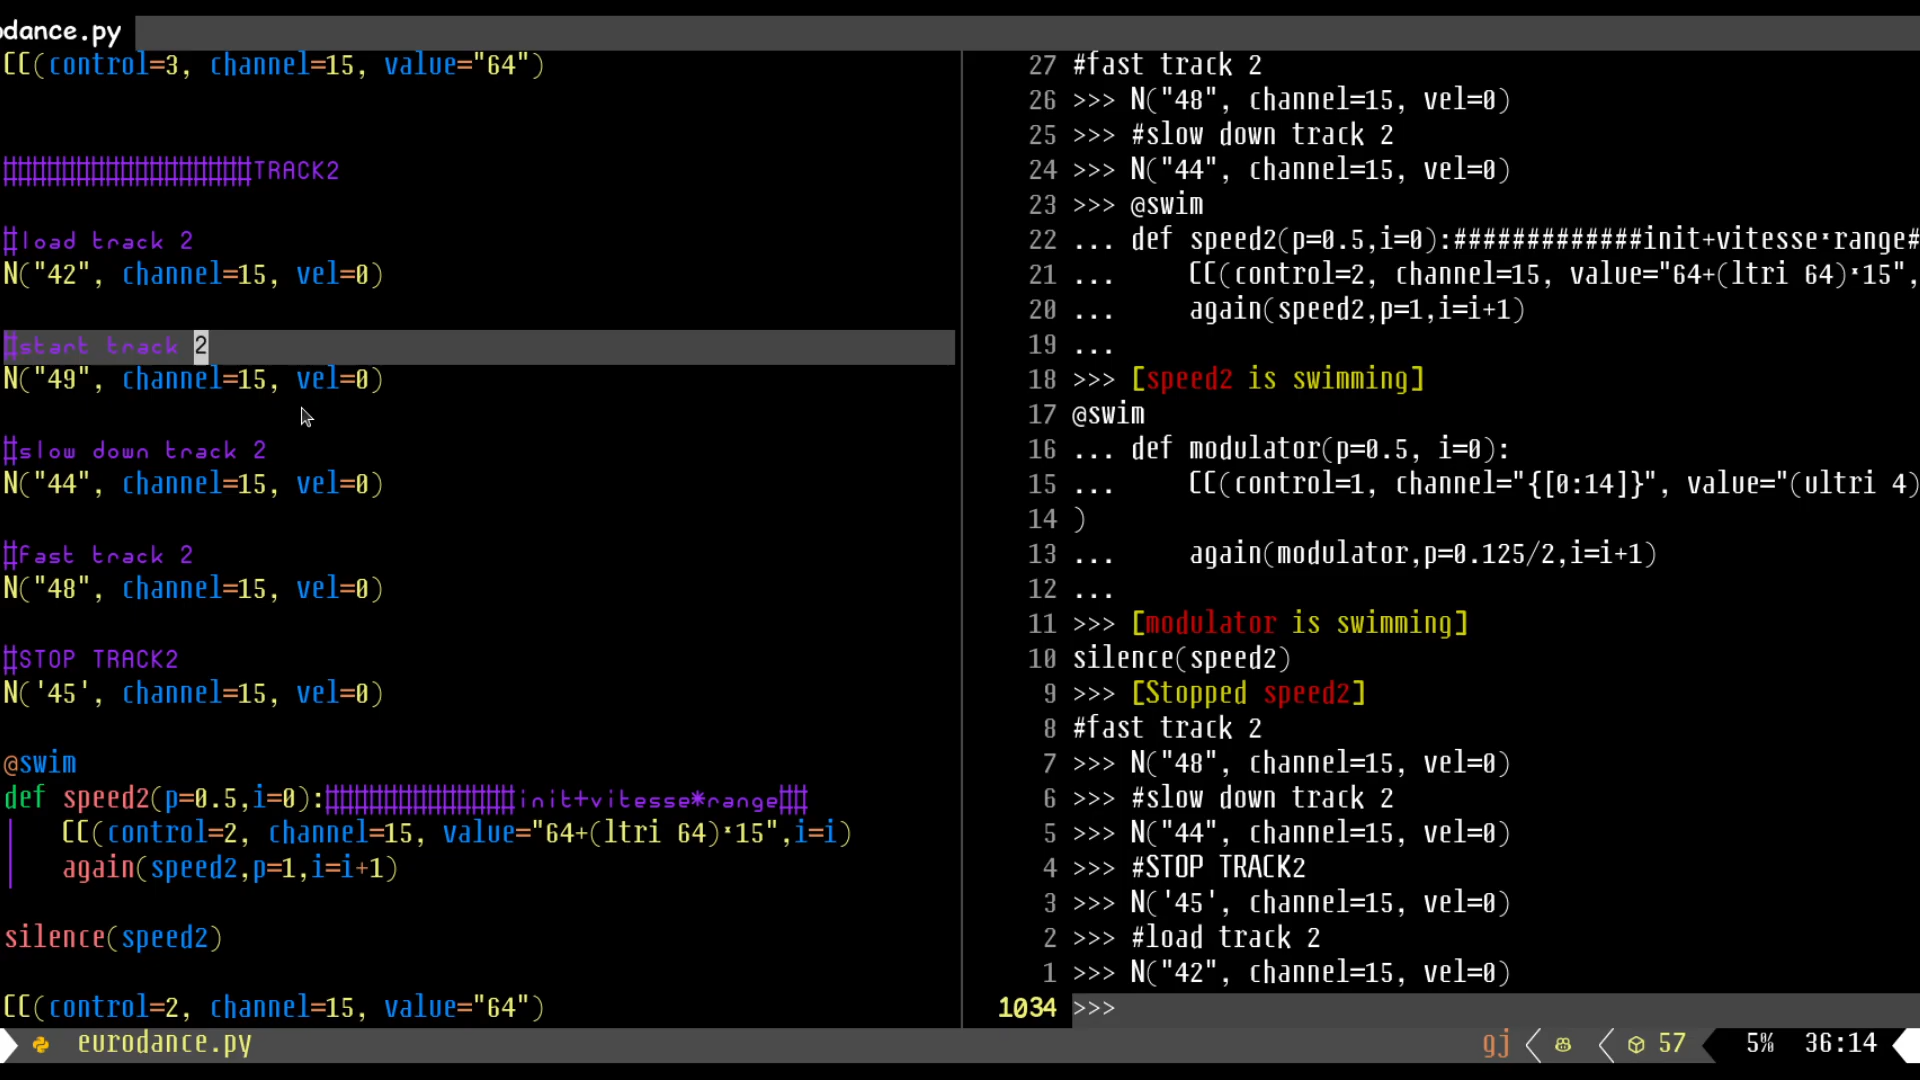 odance.py
CC(control=3, channel=15, value="64")
TRACK2
#load track 2
N("42", channel=15, vel=0)
#start track 2
N("49", channel=15, vel=0)
#slow down track 2
N("44", channel=15, vel=0)
#fast track 2
N("48", channel=15, vel=0)
#STOP TRACK2
N('45', channel=15, vel=0)
@swim
def speed2(p=0.5,i=0):#############init+vitesse*range##
CC(control=2, channel=15, value="64+(ltri 64)*15",i=i)
again(speed2,p=1,i=i+1)
silence(speed2)
CC(control=2, channel=15, value="64")
27 #fast track 2
26 >>> N("48", channel=15, vel=0)
25 >>> #slow down track 2
24 >>> N("44", channel=15, vel=0)
23 >>> @swim
22 ... def speed2(p=0.5,i=0):#############init+vitesse*range#
21 ... CC(control=2, channel=15, value="64+(ltri 64)*15",
20 ... again(speed2,p=1,i=i+1)
19 ...
18 >>> [speed2 is swimming]
17 @swim
16 ... def modulator(p=0.5, i=0):
15 ... CC(control=1, channel="{[0:14]}", value="(ultri 4)
14 )
13 ... again(modulator,p=0.125/2,i=i+1)
12 ...
11 >>> [modulator is swimming]
10 silence(speed2)
9 >>> [Stopped speed2]
8 #fast track 2
7 >>> N("48", channel=15, vel=0)
6 >>> #slow down track 2
5 >>> N("44", channel=15, vel=0)
4 >>> #STOP TRACK2
3 >>> N('45', channel=15, vel=0)
2 >>> #load track 2
1 >>> N("42", channel=15, vel=0)
1034 >>>
eurodance.py
gj 57 5% 36:14